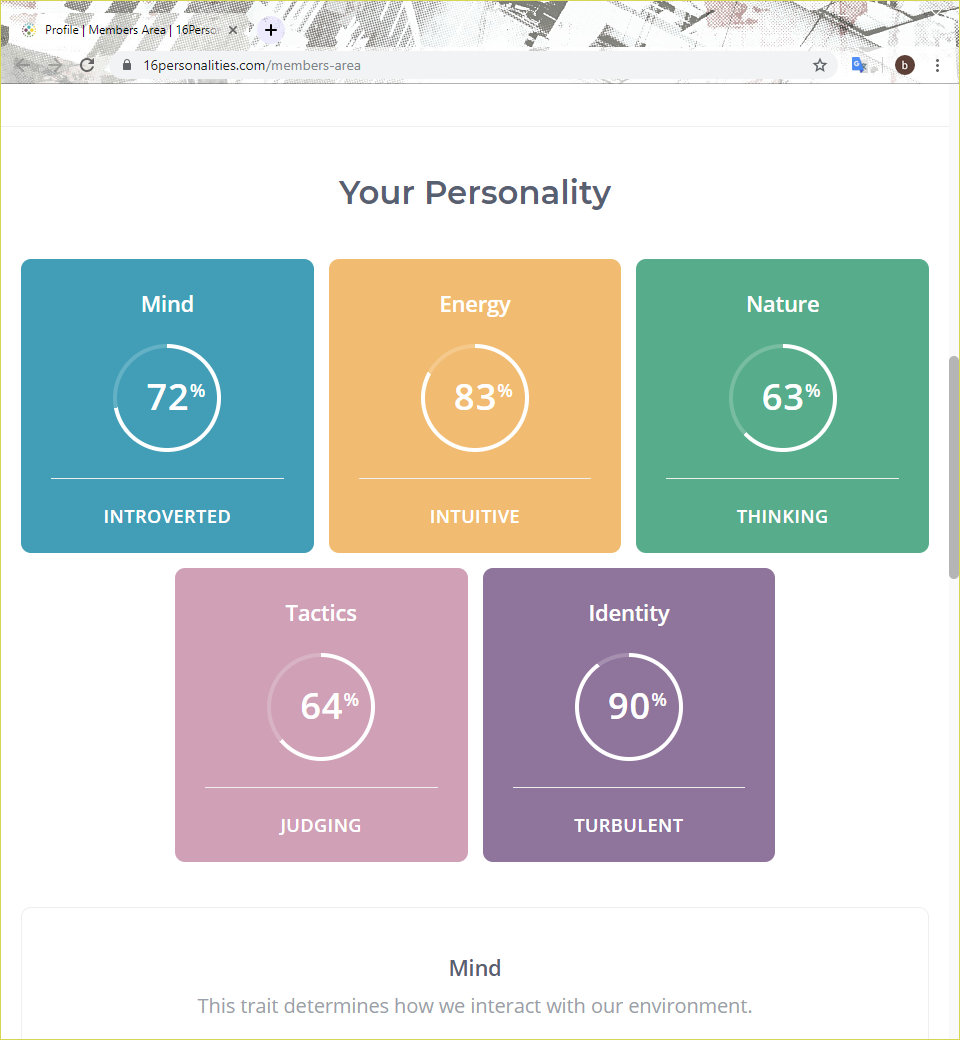 Profile | Members Area | 16Perso
16personalities.com/members-area
b
Your Personality
Mind
72%
INTROVERTED
Energy
83%
INTUITIVE
Nature
63%
THINKING
Tactics
64%
JUDGING
Identity
90%
TURBULENT
Mind
This trait determines how we interact with our environment.